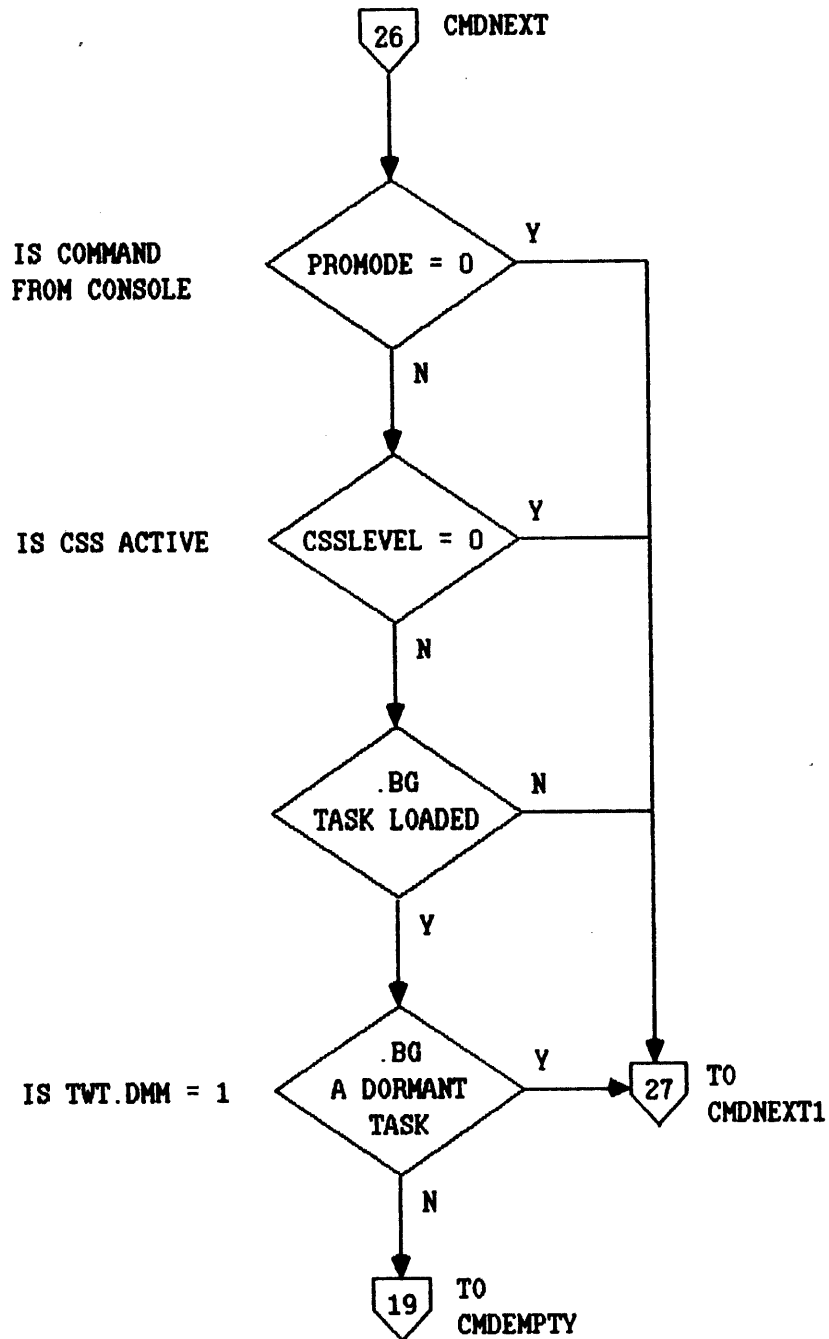 26
CMDNEXT
IS COMMAND
FROM CONSOLE
PROMODE = 0
Y
N
IS CSS ACTIVE
CSSLEVEL = 0
Y
N
.BG
TASK LOADED
N
Y
IS TWT.DMM = 1
.BG
A DORMANT
TASK
Y
27
TO
CMDNEXT1
N
19
TO
CMDEMPTY